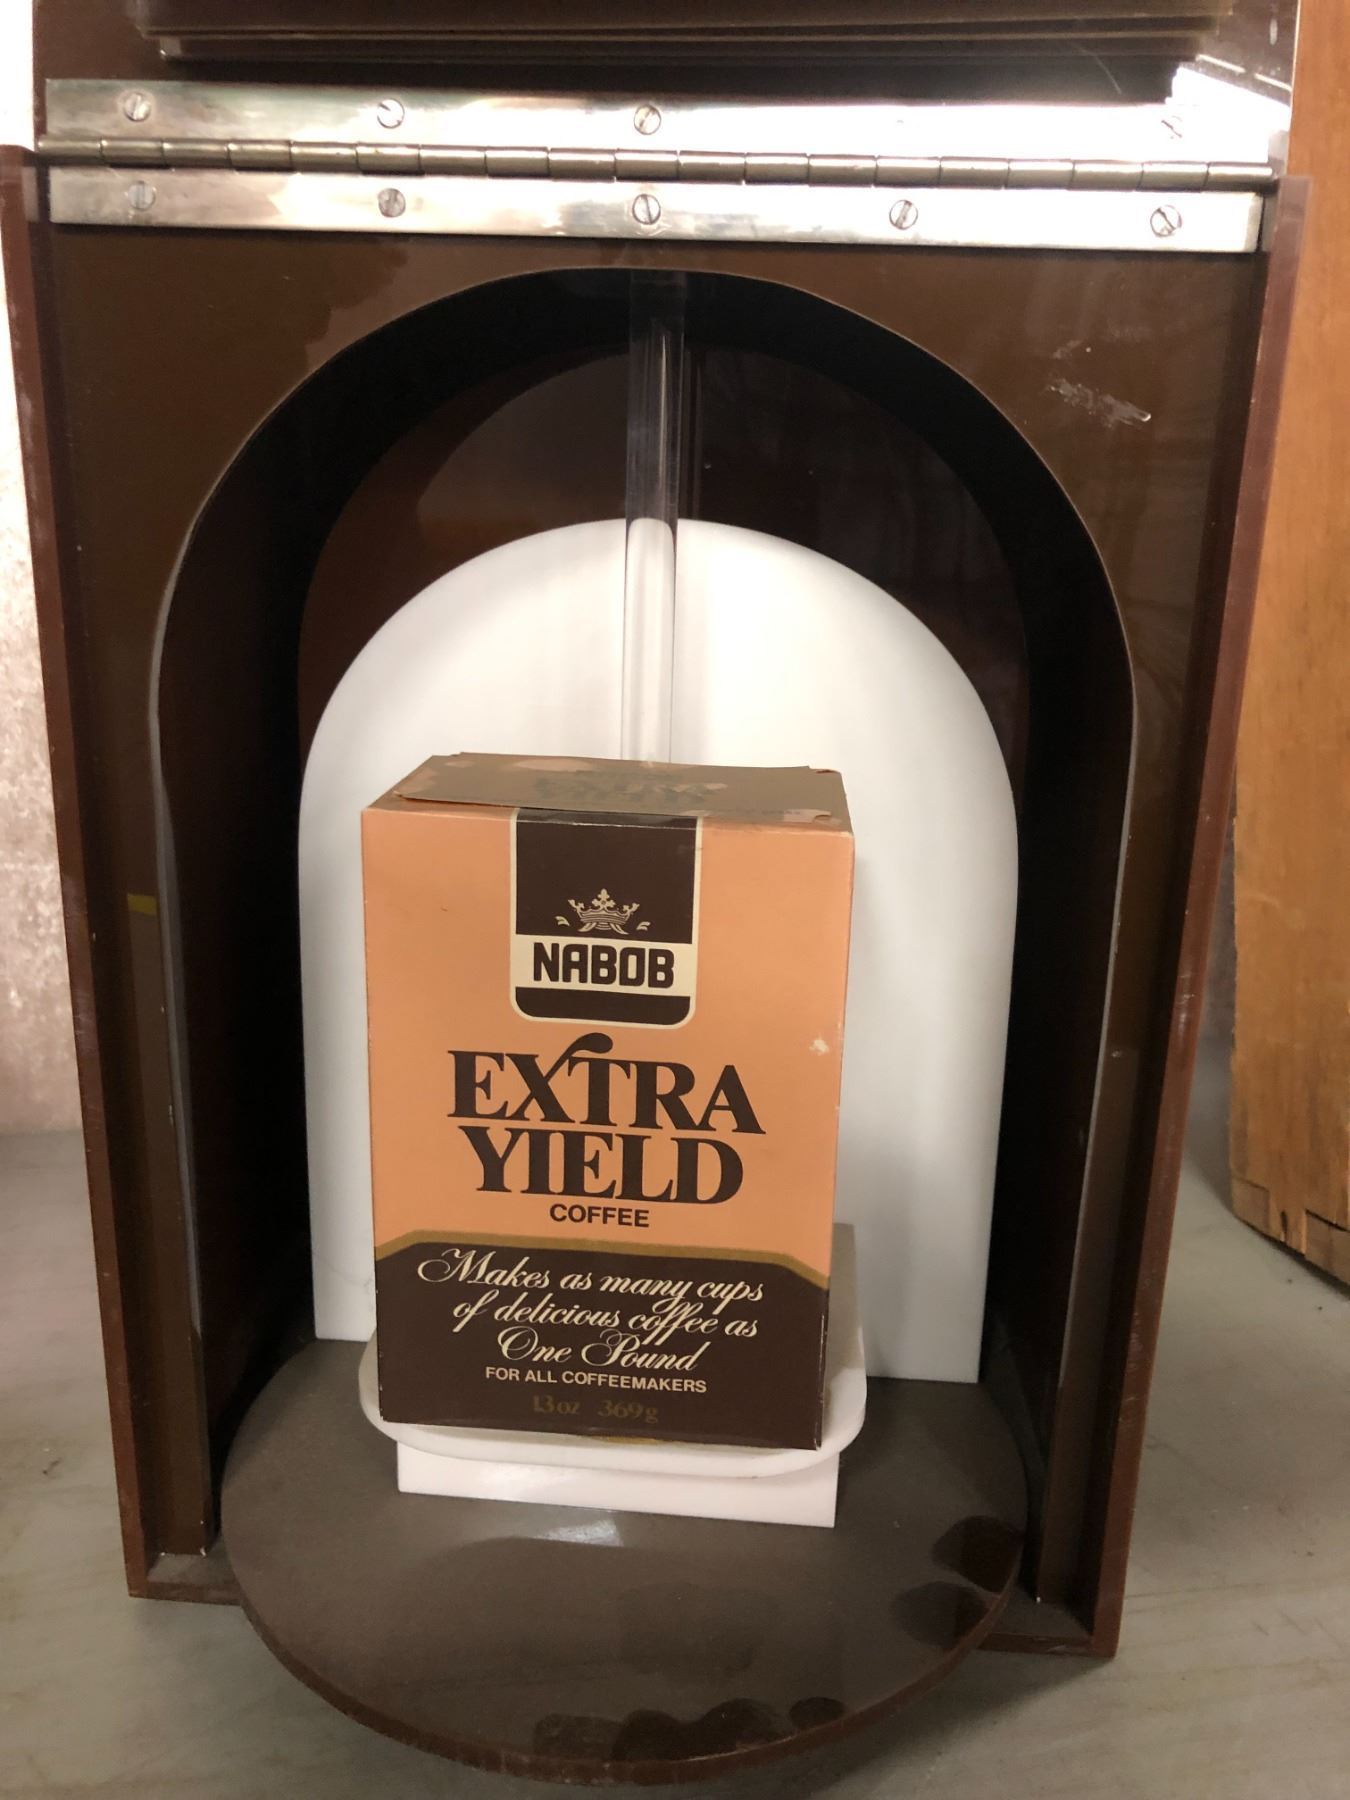 NABOB
EXTRA
YIELD
COFFEE
Makes as many cups
of delicious coffee as
One Pound
FOR ALL COFFEEMAKERS
13 oz 369 g